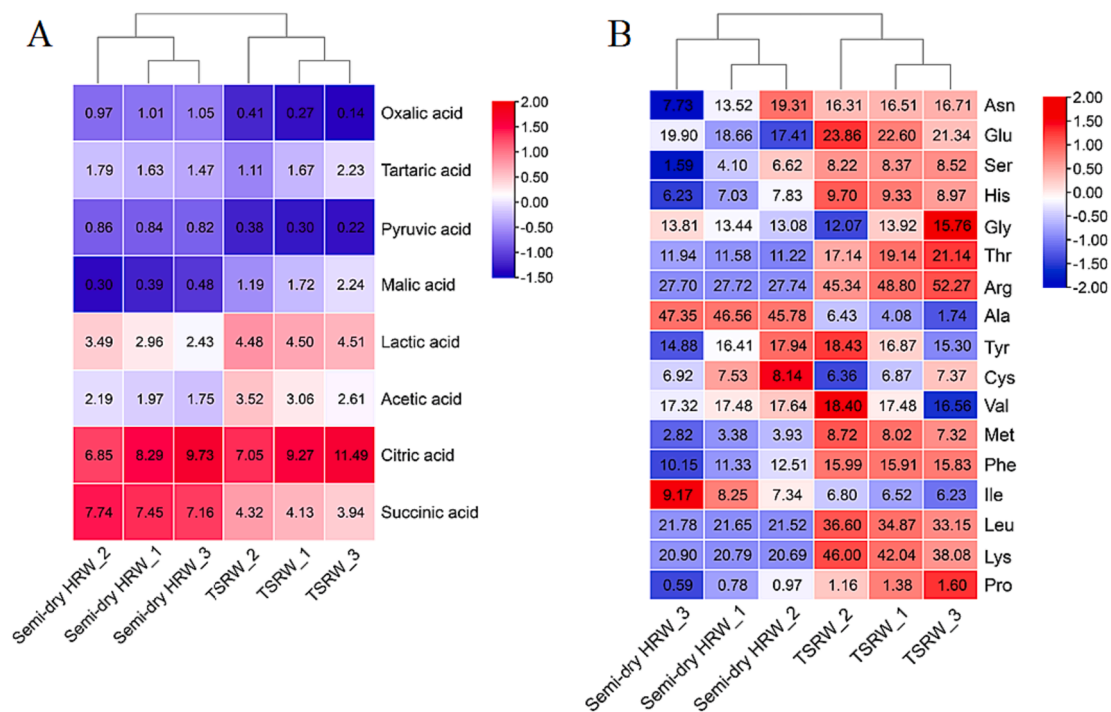 A
0.97 1.01 1.05 0.41 0.27 0.14 Oxalic acid
1.79 1.63 1.47 1.11 1.67 2.23 Tartaric acid
0.86 0.84 0.82 0.38 0.30 0.22 Pyruvic acid
0.30 0.39 0.48 1.19 1.72 2.24 Malic acid
3.49 2.96 2.43 4.48 4.50 4.51 Lactic acid
2.19 1.97 1.75 3.52 3.06 2.61 Acetic acid
6.85 8.29 9.73 7.05 9.27 11.49 Citric acid
7.74 7.45 7.16 4.32 4.13 3.94 Succinic acid
Semi-dry HRW_2
Semi-dry HRW_1
Semi-dry HRW_3
TSRW_2
TSRW_1
TSRW_3
2.00
1.50
1.00
0.50
0.00
-0.50
-1.00
-1.50
B
7.73 13.52 19.31 16.31 16.51 16.71 Asn
19.90 18.66 17.41 23.86 22.60 21.34 Glu
1.59 4.10 6.62 8.22 8.37 8.52 Ser
6.23 7.03 7.83 9.70 9.33 8.97 His
13.81 13.44 13.08 12.07 13.92 15.76 Gly
11.94 11.58 11.22 17.14 19.14 21.14 Thr
27.70 27.72 27.74 45.34 48.80 52.27 Arg
47.35 46.56 45.78 6.43 4.08 1.74 Ala
14.88 16.41 17.94 18.43 16.87 15.30 Tyr
6.92 7.53 8.14 6.36 6.87 7.37 Cys
17.32 17.48 17.64 18.40 17.48 16.56 Val
2.82 3.38 3.93 8.72 8.02 7.32 Met
10.15 11.33 12.51 15.99 15.91 15.83 Phe
9.17 8.25 7.34 6.80 6.52 6.23 Ile
21.78 21.65 21.52 36.60 34.87 33.15 Leu
20.90 20.79 20.69 46.00 42.04 38.08 Lys
0.59 0.78 0.97 1.16 1.38 1.60 Pro
Semi-dry HRW_3
Semi-dry HRW_1
Semi-dry HRW_2
TSRW_2
TSRW_1
TSRW_3
2.00
1.50
1.00
0.50
0.00
-0.50
-1.00
-1.50
-2.00